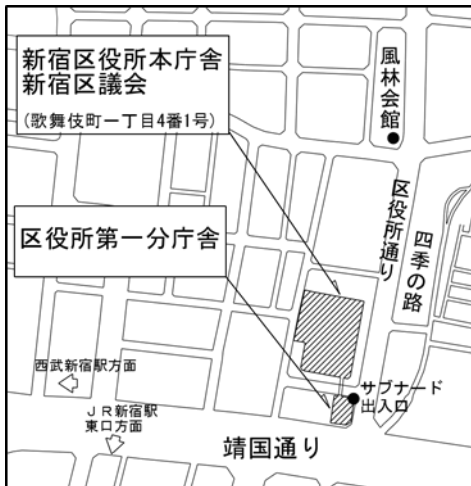 新宿区役所本庁舎
新宿区議会
(歌舞伎町一丁目4番1号)
風林会館
区役所通り
四季の路
区役所第一分庁舎
西武新宿駅方面
JR新宿駅
東口方面
サブナード
出入口
靖国通り